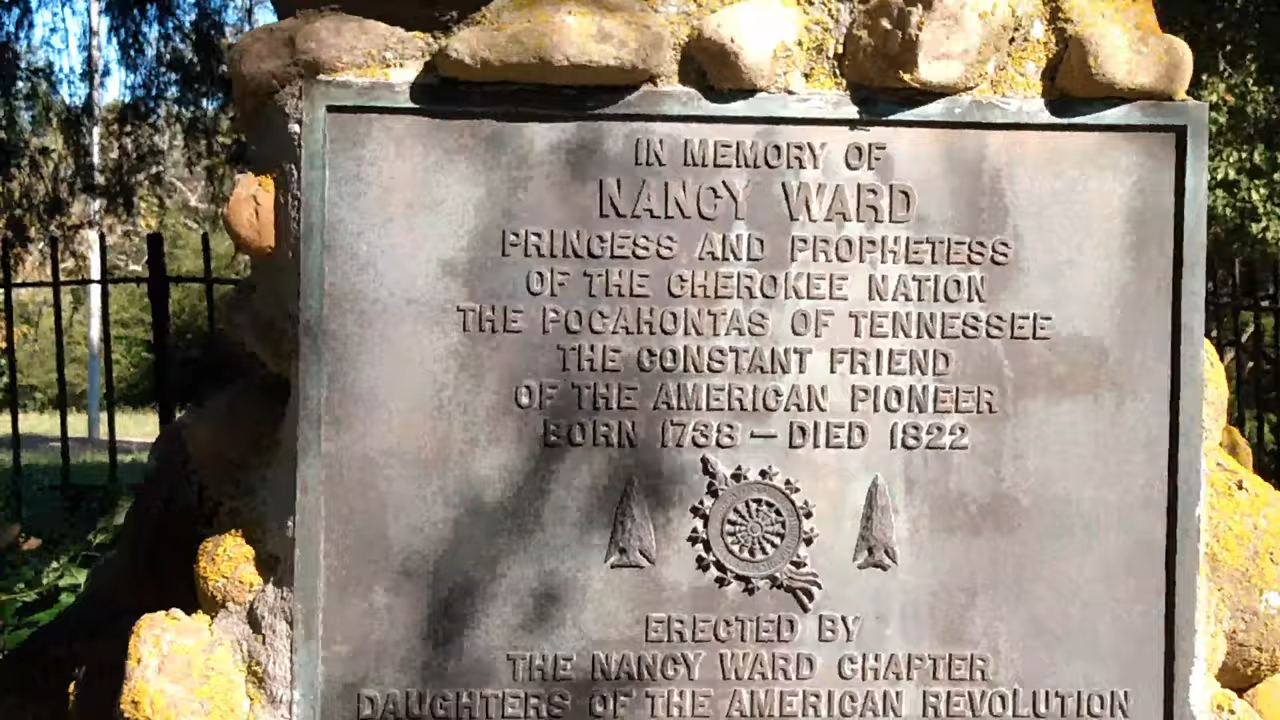 IN MEMORY OF
NANCY WARD
PRINCESS AND PROPHETESS
OF THE CHEROKEE NATION
THE POCAHONTAS OF TENNESSEE
THE CONSTANT FRIEND
OF THE AMERICAN PIONEER
BORN 1738 — DIED 1822
ERECTED BY
THE NANCY WARD CHAPTER
DAUGHTERS OF THE AMERICAN REVOLUTION